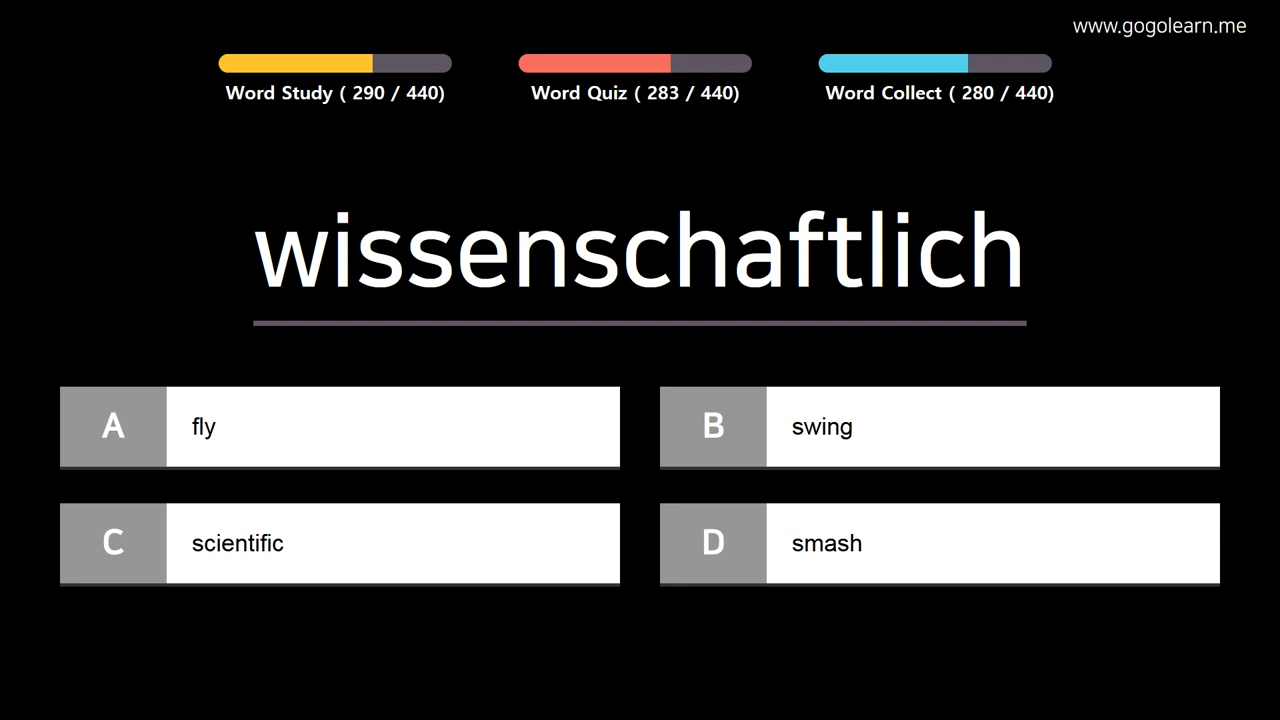 www.gogolearn.me
Word Study ( 290 / 440)
Word Quiz ( 283 / 440)
Word Collect ( 280 / 440)
wissenschaftlich
A fly
B swing
C scientific
D smash